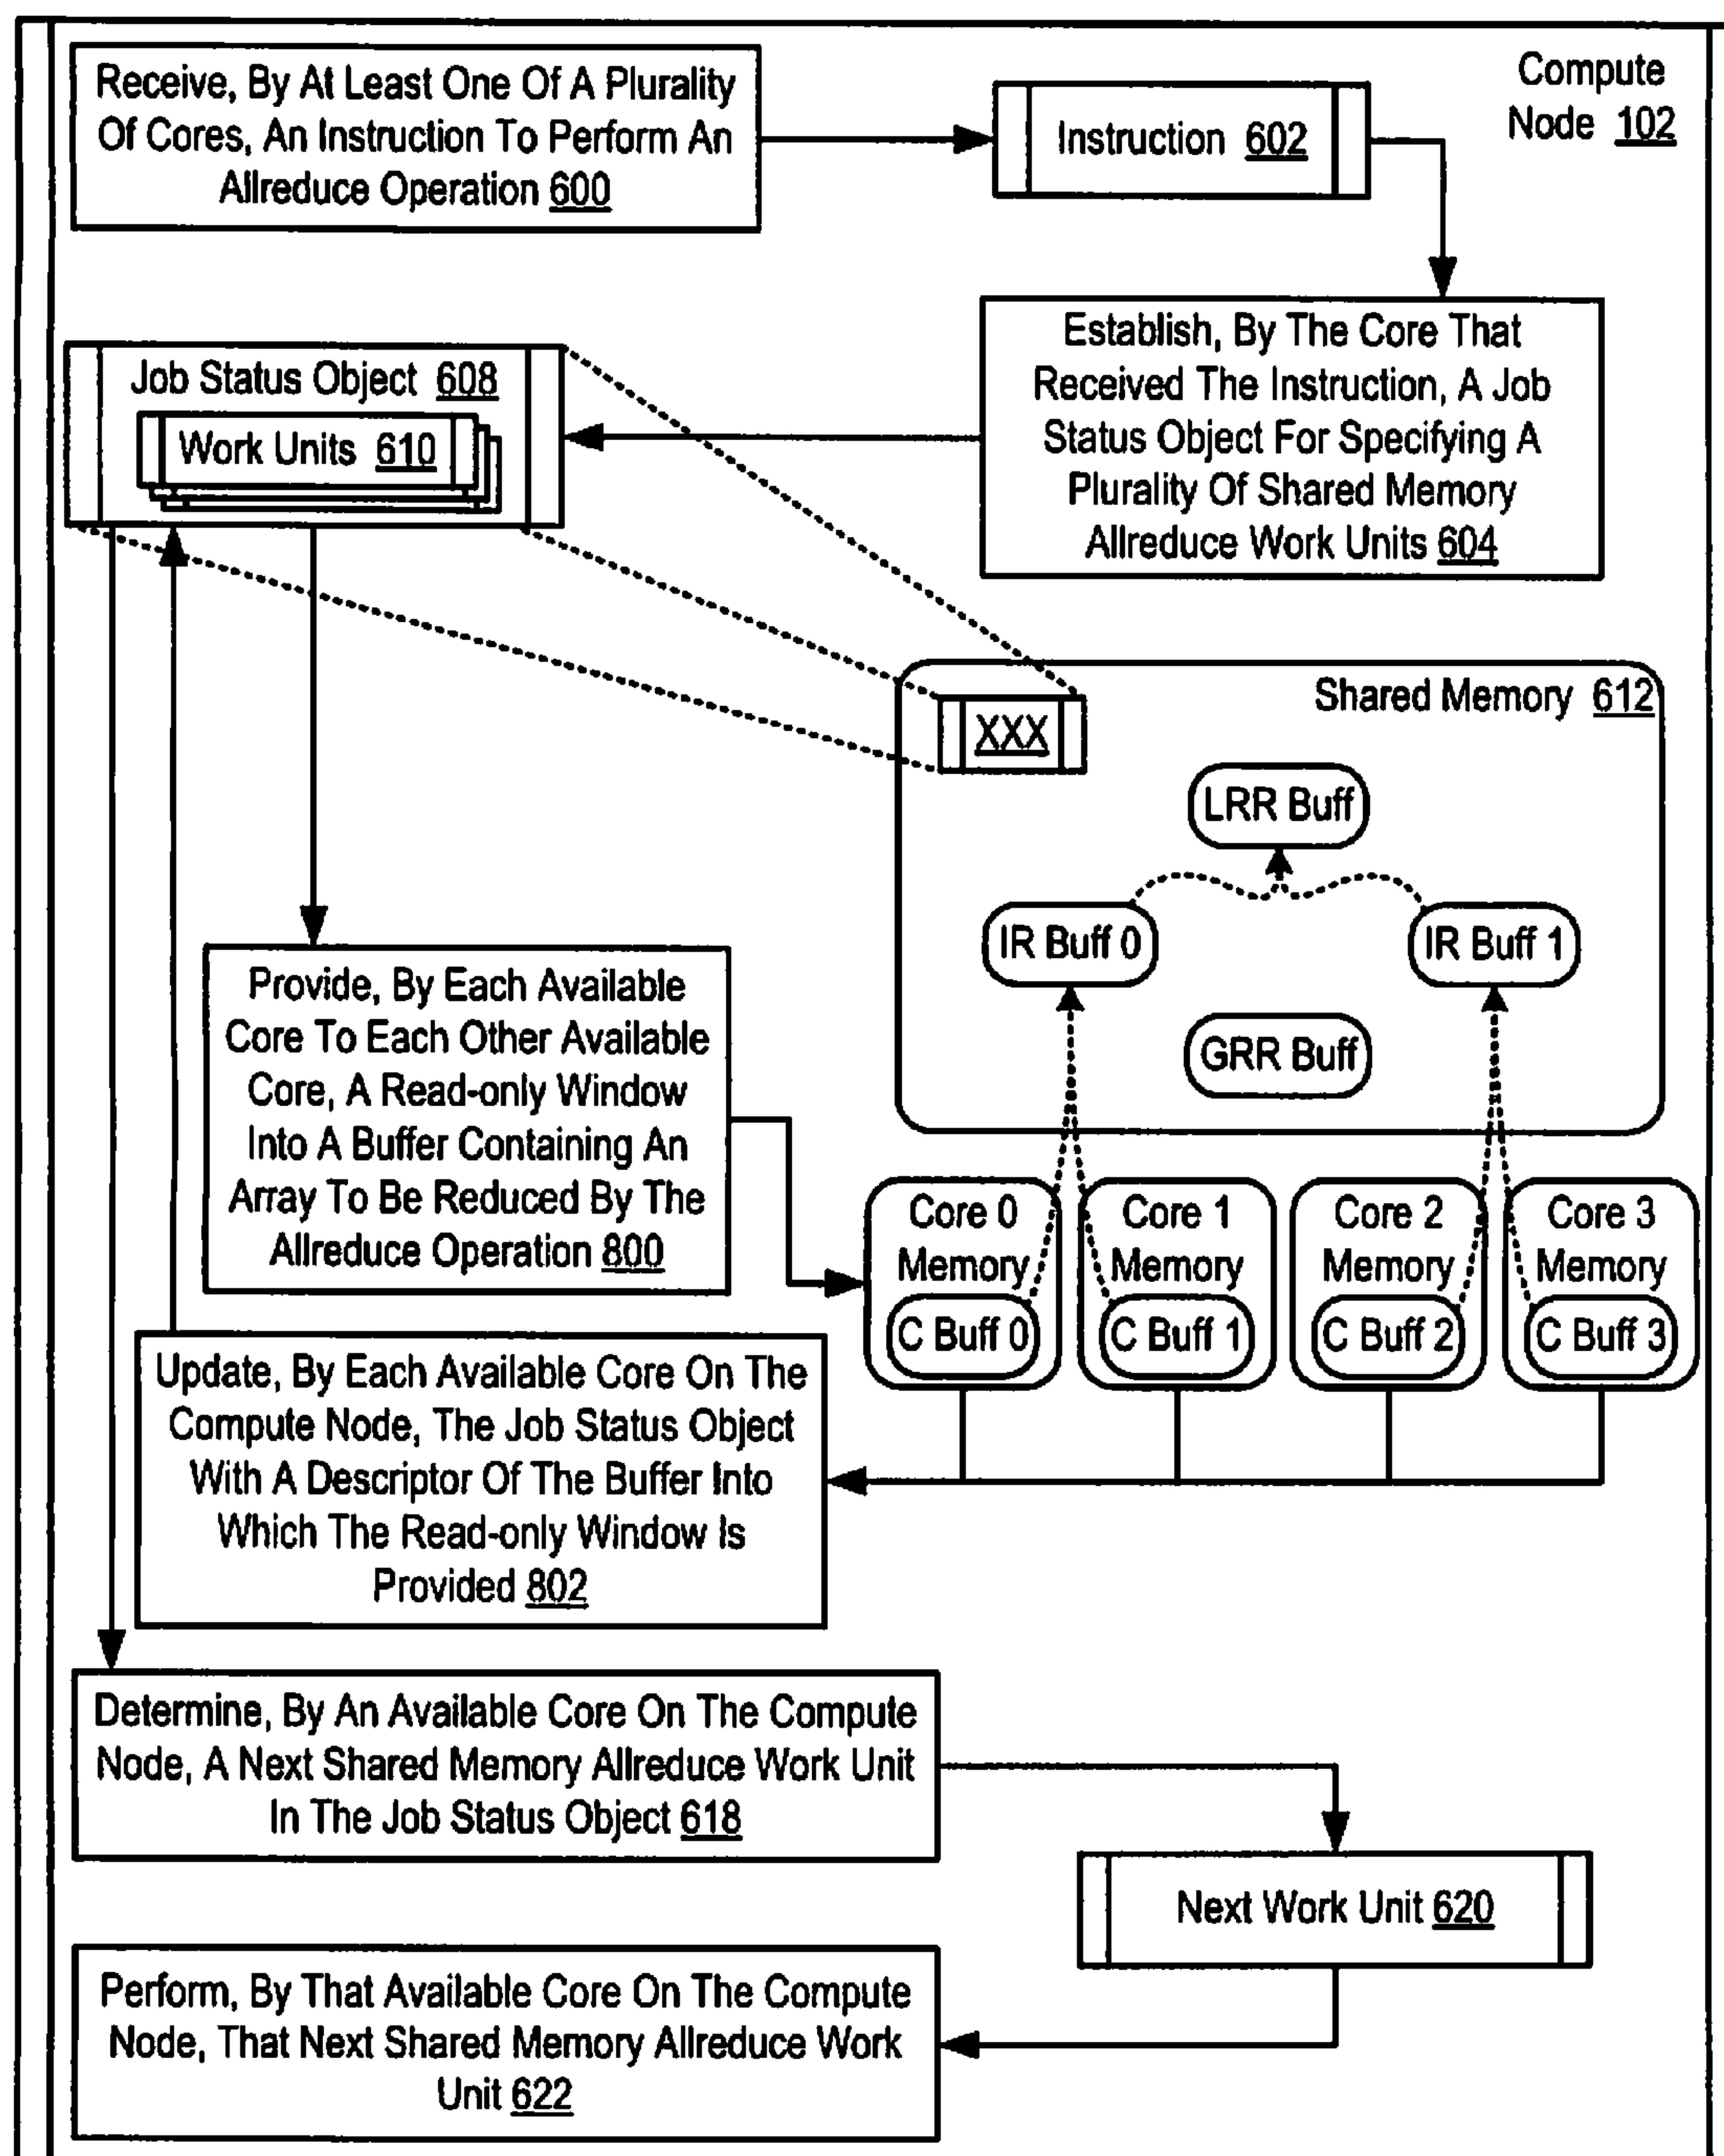 Receive, By At Least One Of A Plurality
Of Cores, An Instruction To Perform An
Allreduce Operation 600
Instruction 602
Compute
Node 102
Establish, By The Core That
Received The Instruction, A Job
Status Object For Specifying A
Plurality Of Shared Memory
Allreduce Work Units 604
Job Status Object 608
Work Units 610
Shared Memory 612
XXX
LRR Buff
IR Buff 0
IR Buff 1
GRR Buff
Provide, By Each Available
Core To Each Other Available
Core, A Read-only Window
Into A Buffer Containing An
Array To Be Reduced By The
Allreduce Operation 800
Core 0
Memory
C Buff 0
Core 1
Memory
C Buff 1
Core 2
Memory
C Buff 2
Core 3
Memory
C Buff 3
Update, By Each Available Core On The
Compute Node, The Job Status Object
With A Descriptor Of The Buffer Into
Which The Read-only Window Is
Provided 802
Determine, By An Available Core On The Compute
Node, A Next Shared Memory Allreduce Work Unit
In The Job Status Object 618
Next Work Unit 620
Perform, By That Available Core On The Compute
Node, That Next Shared Memory Allreduce Work
Unit 622